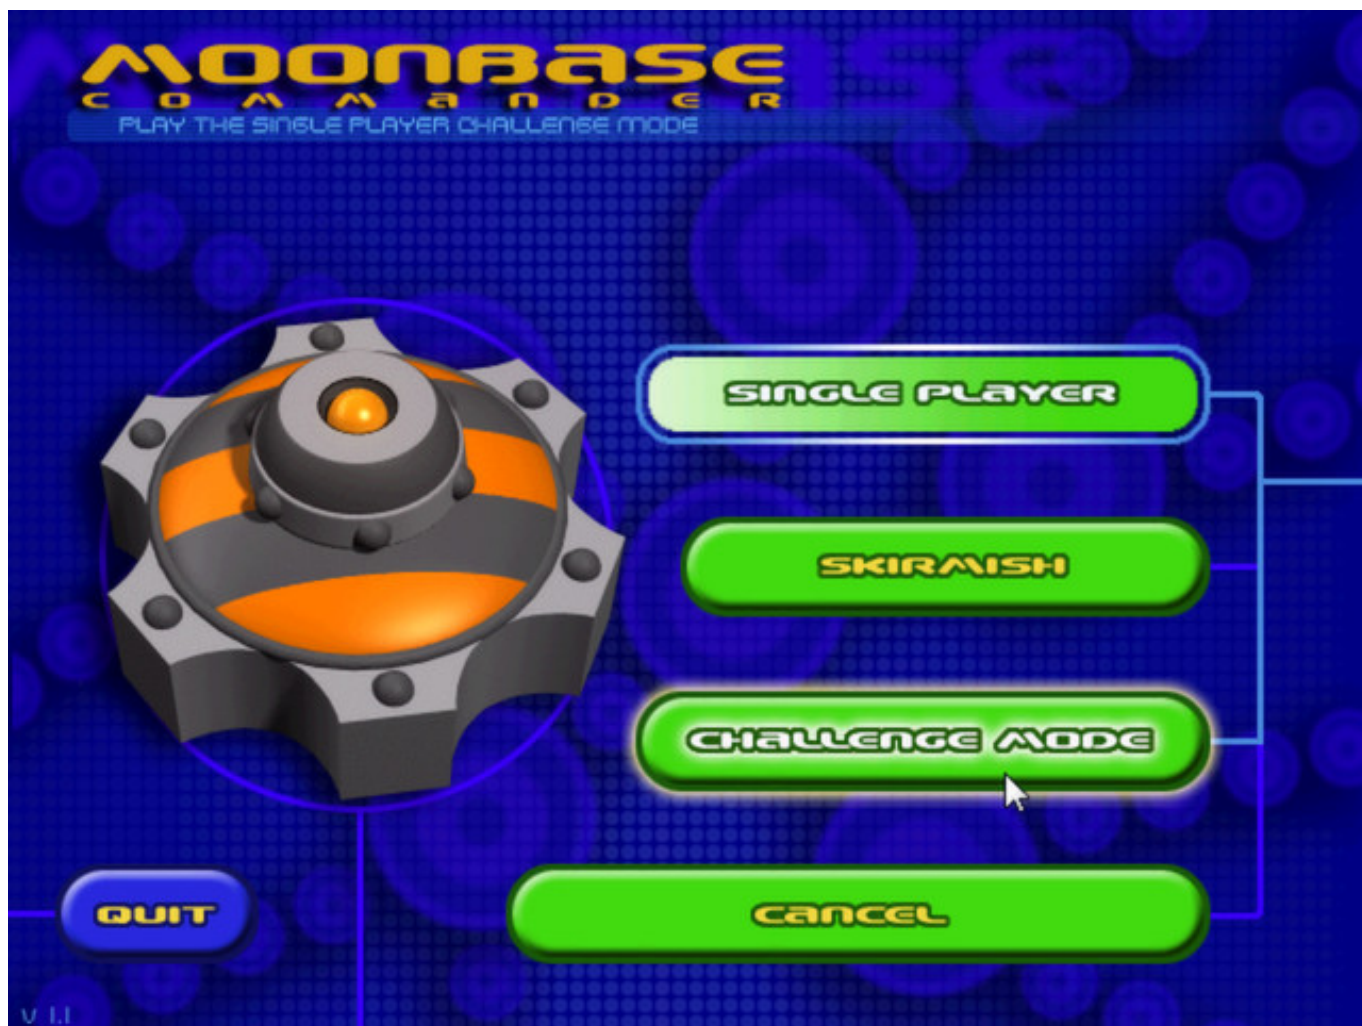 MOONBASE
COMMANDER
PLAY THE SINGLE PLAYER CHALLENGE MODE
SINGLE PLAYER
SKIRMISH
CHALLENGE MODE
QUIT
CANCEL
V 1.1